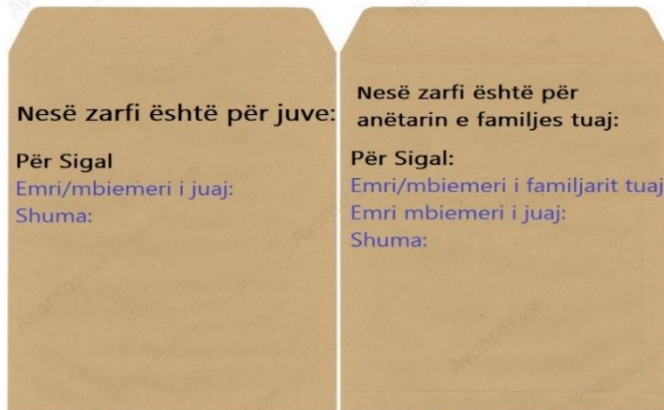 Nesë zarfi është për juve:
Për Sigal
Emri/mbiemeri i juaj:
Shuma:
Nesë zarfi është për
anëtarin e familjes tuaj:
Për Sigal:
Emri/mbiemeri i familjarit tuaj
Emri mbiemeri i juaj:
Shuma: